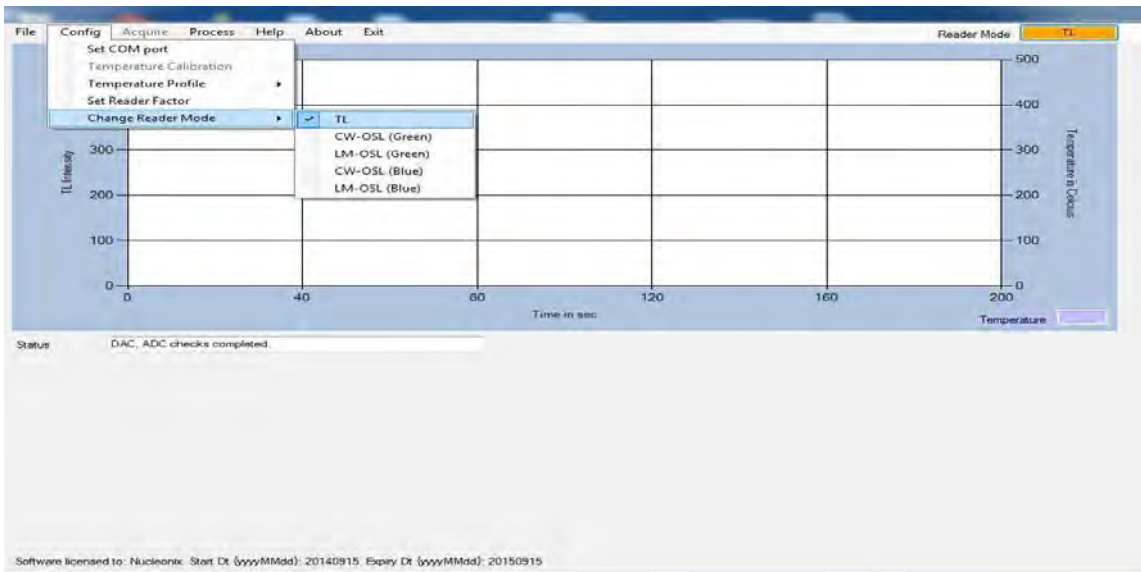 File Config Acquire Process Help About Exit Reader Mode TL
Set COM port
Temperature Calibration
Temperature Profile
Set Reader Factor
Change Reader Mode
TL
CW-OSL (Green)
LM-OSL (Green)
CW-OSL (Blue)
LM-OSL (Blue)
TL Intensity
300
200
100
0
500
400
300
200
100
0
Temperature in Celcius
0 40 80 120 160 200
Time in sec
Temperature
Status DAC, ADC checks completed.
Software licensed to: Nucleonix. Start Dt {yyyyMMdd}: 20140915. Expiry Dt {yyyyMMdd}: 20150915